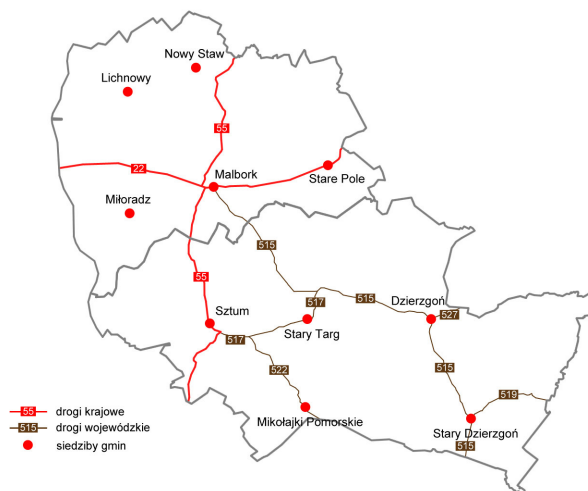 Nowy Staw
Lichnowy
55
22
Malbork
Stare Pole
Miłoradz
515
55
517
515
Dzierzgoń
Sztum
527
517
Stary Targ
515
522
519
55 drogi krajowe
Mikołajki Pomorskie
515 drogi wojewódzkie
Stary Dzierzgoń
siedziby gmin
515